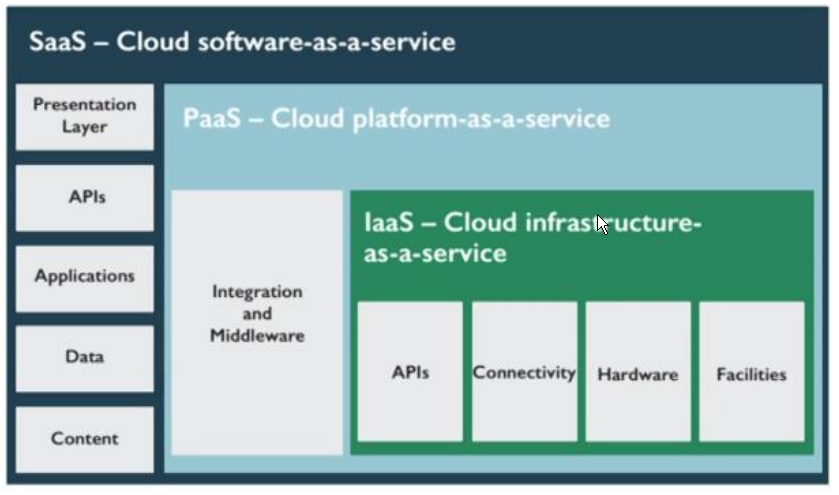 SaaS – Cloud software-as-a-service
Presentation
Layer
APIs
Applications
Data
Content
PaaS – Cloud platform-as-a-service
Integration
and
Middleware
IaaS – Cloud infrastructure-
as-a-service
APIs
Connectivity
Hardware
Facilities